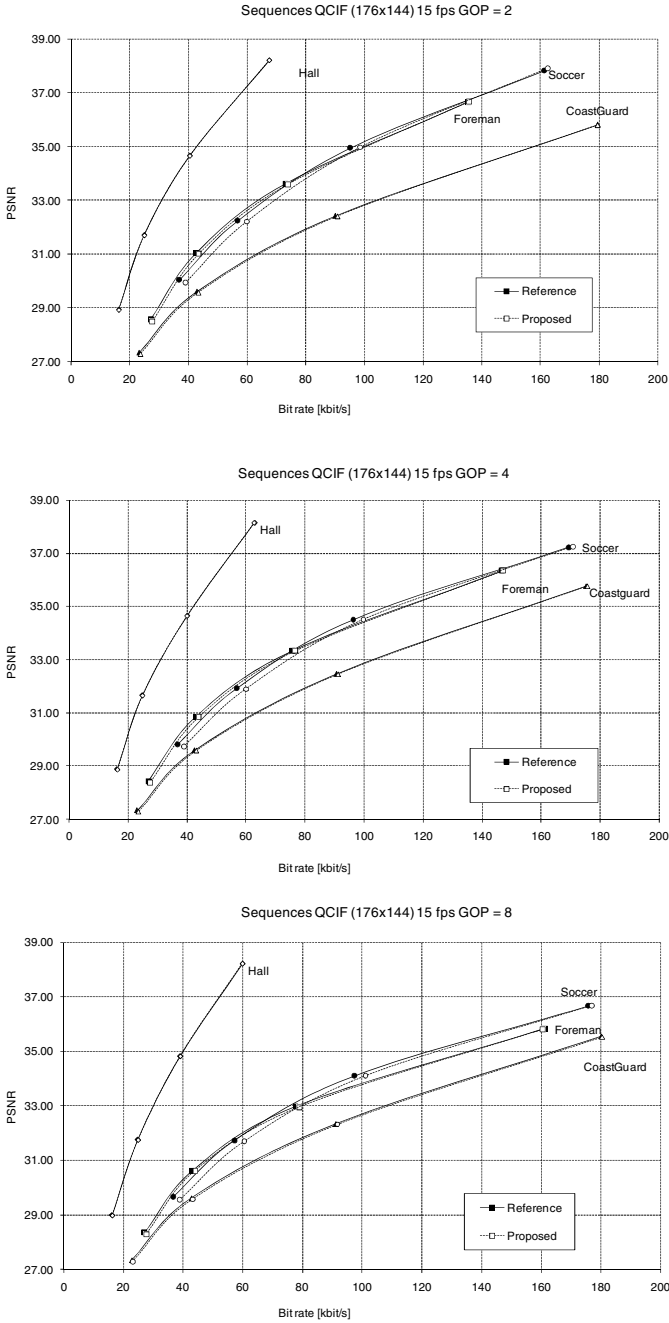 Sequences QCIF (176x144) 15 fps GOP = 2
39.00
37.00
35.00
33.00
31.00
29.00
27.00
PSNR
Hall
Soccer
Foreman
CoastGuard
Reference
Proposed
0 20 40 60 80 100 120 140 160 180 200
Bit rate [kbit/s]
Sequences QCIF (176x144) 15 fps GOP = 4
39.00
37.00
35.00
33.00
31.00
29.00
27.00
PSNR
Hall
Soccer
Foreman
Coastguard
Reference
Proposed
0 20 40 60 80 100 120 140 160 180 200
Bit rate [kbit/s]
Sequences QCIF (176x144) 15 fps GOP = 8
39.00
37.00
35.00
33.00
31.00
29.00
27.00
PSNR
Hall
Soccer
Foreman
CoastGuard
Reference
Proposed
0 20 40 60 80 100 120 140 160 180 200
Bit rate [kbit/s]